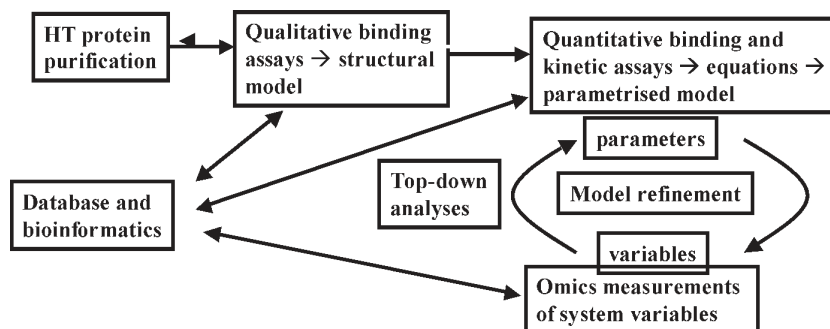 HT protein
purification
Qualitative binding
assays → structural
model
Quantitative binding and
kinetic assays → equations →
parametrised model
parameters
Top-down
analyses
Model refinement
Database and
bioinformatics
variables
Omics measurements
of system variables